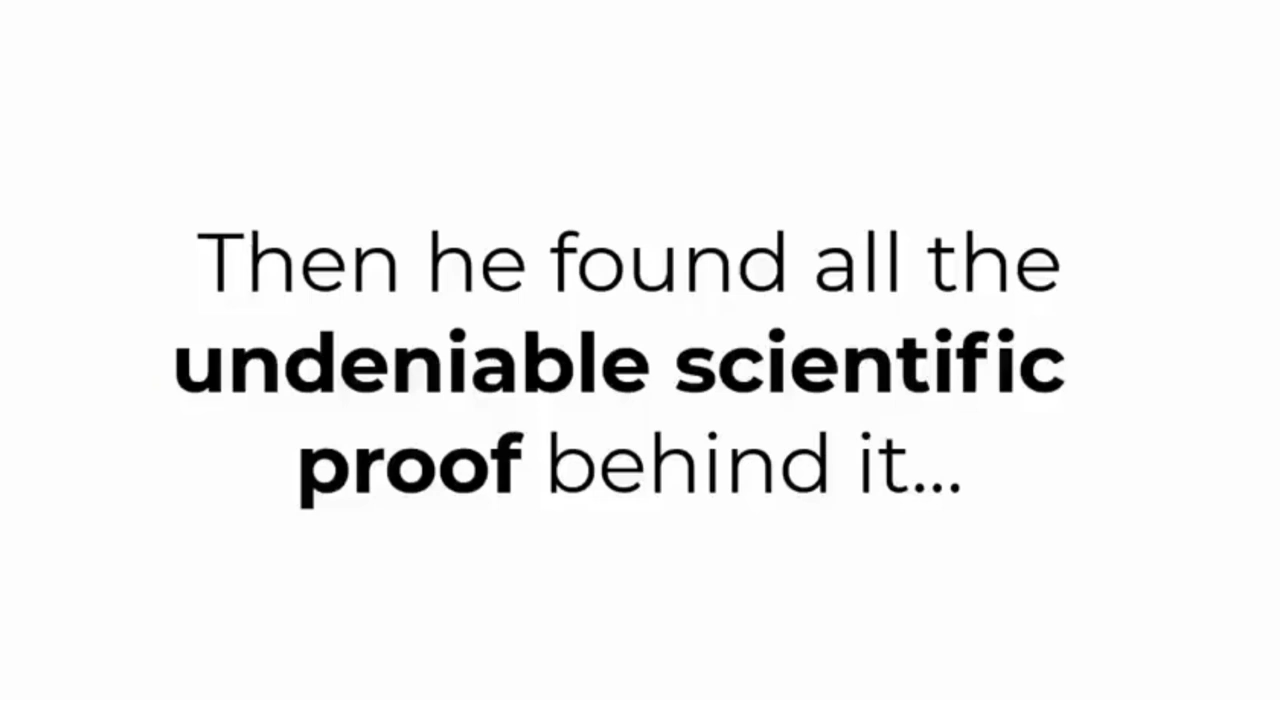 Then he found all the
undeniable scientific
proof behind it...